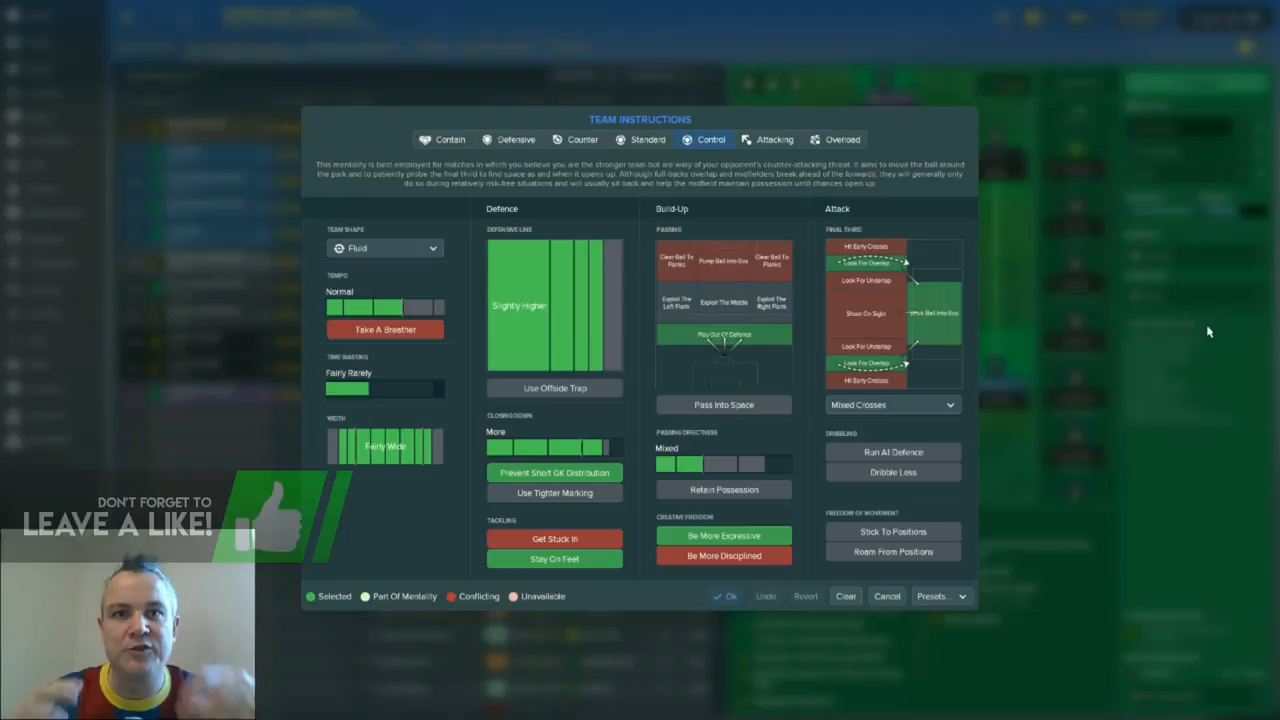 TEAM INSTRUCTIONS
Contain Defensive Counter Standard Control Attacking Overload
This mentality is best employed for matches in which you believe you are the stronger team but are wary of your opponent's counter-attacking threat. It aims to move the ball around
the park and to patiently probe the final third to find space as and when it opens up. Although full-backs overlap and midfielders break ahead of the forwards, they will generally only
do so during relatively risk-free situations and will usually sit back and help the midfield maintain possession until chances open up.
TEAM SHAPE
Fluid
TEMPO
Normal
Take A Breather
TIME WASTING
Fairly Rarely
WIDTH
Fairly Wide
Defence
DEFENSIVE LINE
Slightly Higher
Use Offside Trap
CLOSING DOWN
More
Prevent Short GK Distribution
Use Tighter Marking
TACKLING
Get Stuck In
Stay On Feet
Build-Up
PASSING
Clear Ball To Flanks
Pump Ball Into Box
Clear Ball To Flanks
Exploit The Left Flank
Exploit The Middle
Exploit The Right Flank
Play Out Of Defence
Pass Into Space
PASSING DIRECTNESS
Mixed
Retain Possession
CREATIVE FREEDOM
Be More Expressive
Be More Disciplined
Attack
FINAL THIRD
Hit Early Crosses
Look For Overlap
Look For Underlap
Shoot On Sight
Work Ball Into Box
Look For Underlap
Look For Overlap
Hit Early Crosses
Mixed Crosses
DRIBBLING
Run At Defence
Dribble Less
FREEDOM OF MOVEMENT
Stick To Positions
Roam From Positions
Selected Part Of Mentality Conflicting Unavailable
Ok Undo Revert Clear Cancel Presets...
DON'T FORGET TO
LEAVE A LIKE!